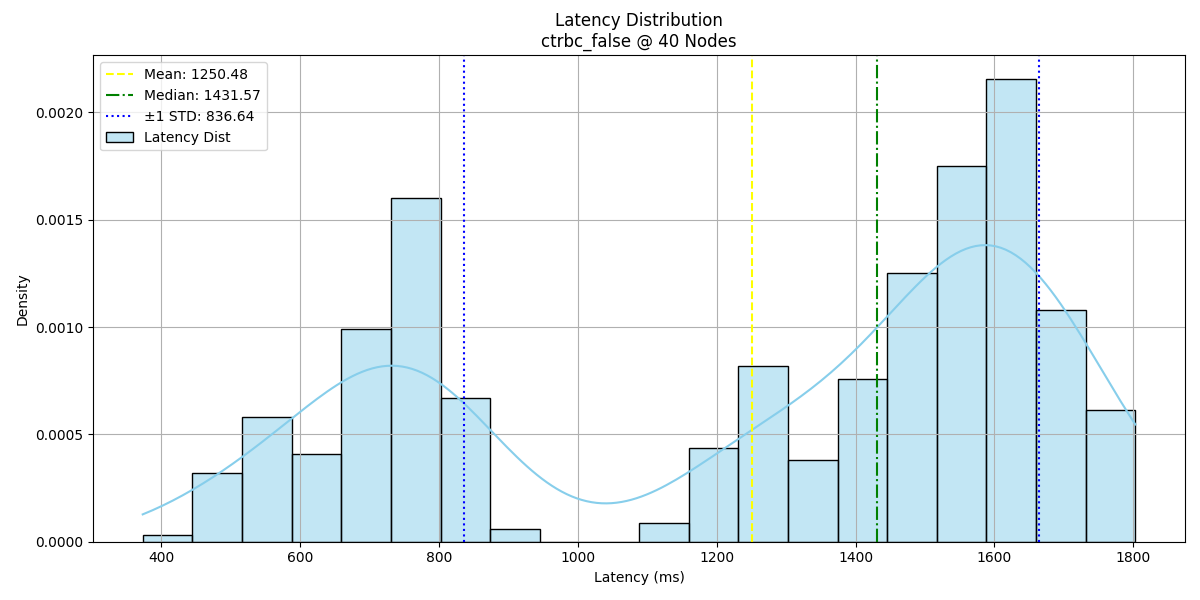 Latency Distribution
ctrbc_false @ 40 Nodes
Mean: 1250.48
Median: 1431.57
±1 STD: 836.64
Latency Dist
Density
0.0020
0.0015
0.0010
0.0005
0.0000
400 600 800 1000 1200 1400 1600 1800
Latency (ms)